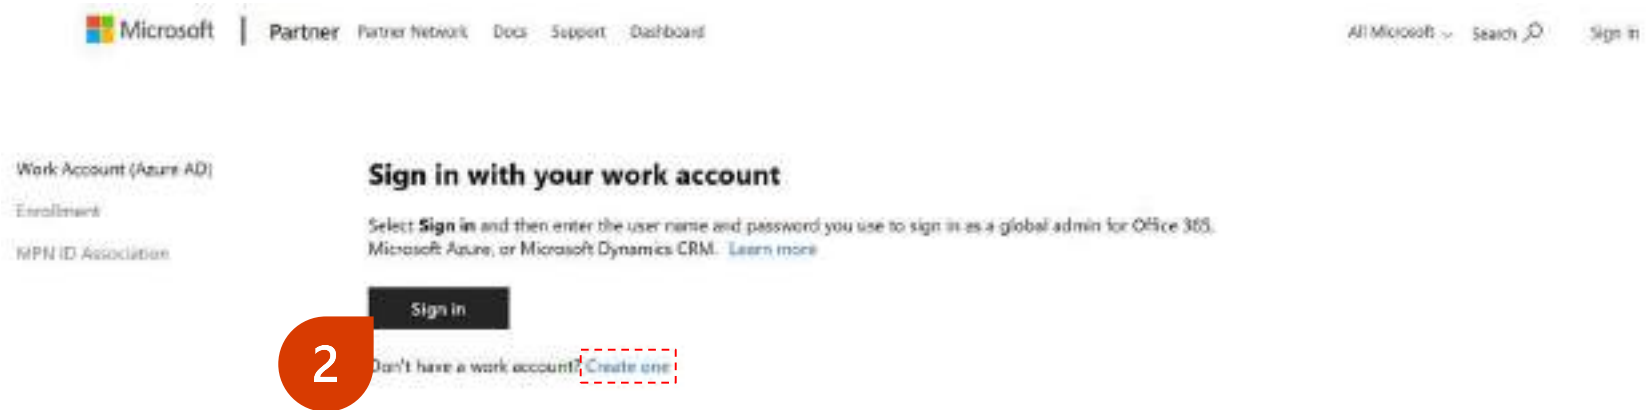 Microsoft | Partner Partner Network Docs Support Dashboard All Microsoft Search Sign in
Work Account (Azure AD)
Enrollment
MPN ID Association
Sign in with your work account
Select Sign in and then enter the user name and password you use to sign in as a global admin for Office 365,
Microsoft Azure, or Microsoft Dynamics CRM. Learn more
Sign in
2
Don't have a work account? Create one